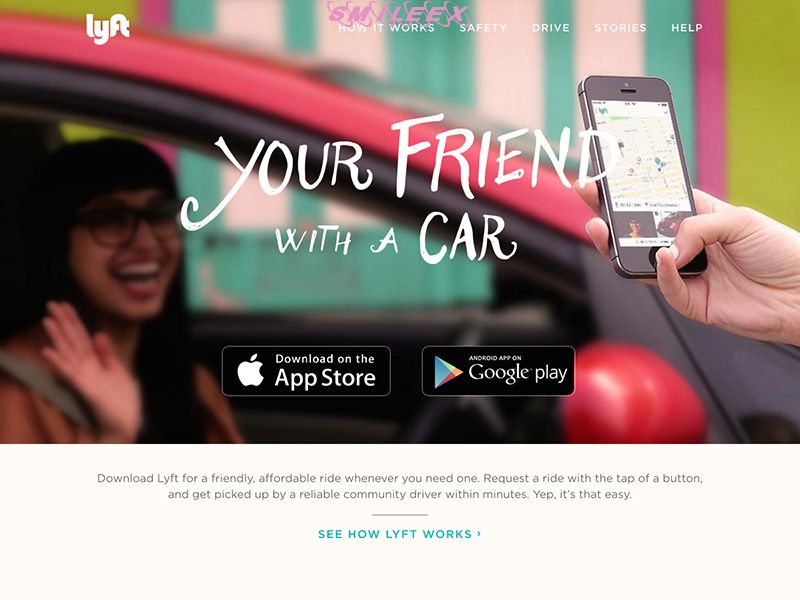 SMYLEEX
lyft
HOW IT WORKS SAFETY DRIVE STORIES HELP
lyft
YOUR FRIEND
WITH A CAR
Download on the
App Store
ANDROID APP ON
Google play
Download Lyft for a friendly, affordable ride whenever you need one. Request a ride with the tap of a button,
and get picked up by a reliable community driver within minutes. Yep, it's that easy.
SEE HOW LYFT WORKS ›